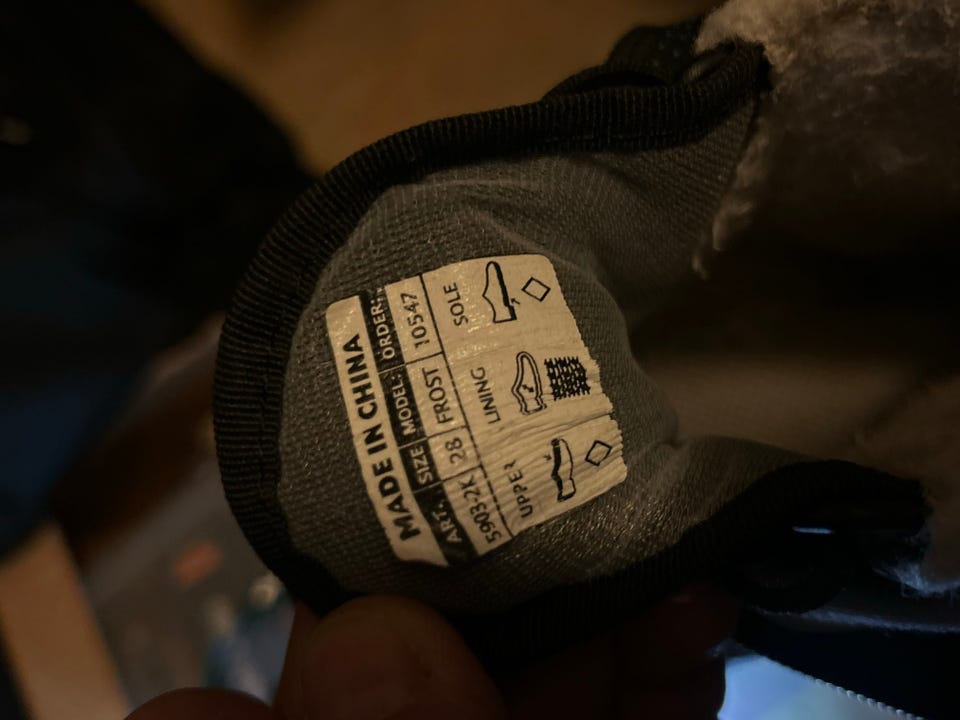 MADE IN CHINA
ART. SIZE MODEL: ORDER:
5903-2K 28 FROST 10547
UPPER LINING SOLE